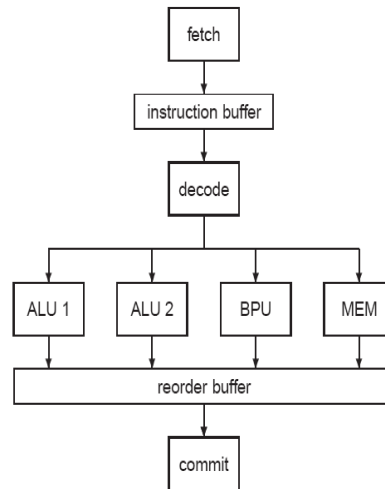 fetch
instruction buffer
decode
ALU 1
ALU 2
BPU
MEM
reorder buffer
commit